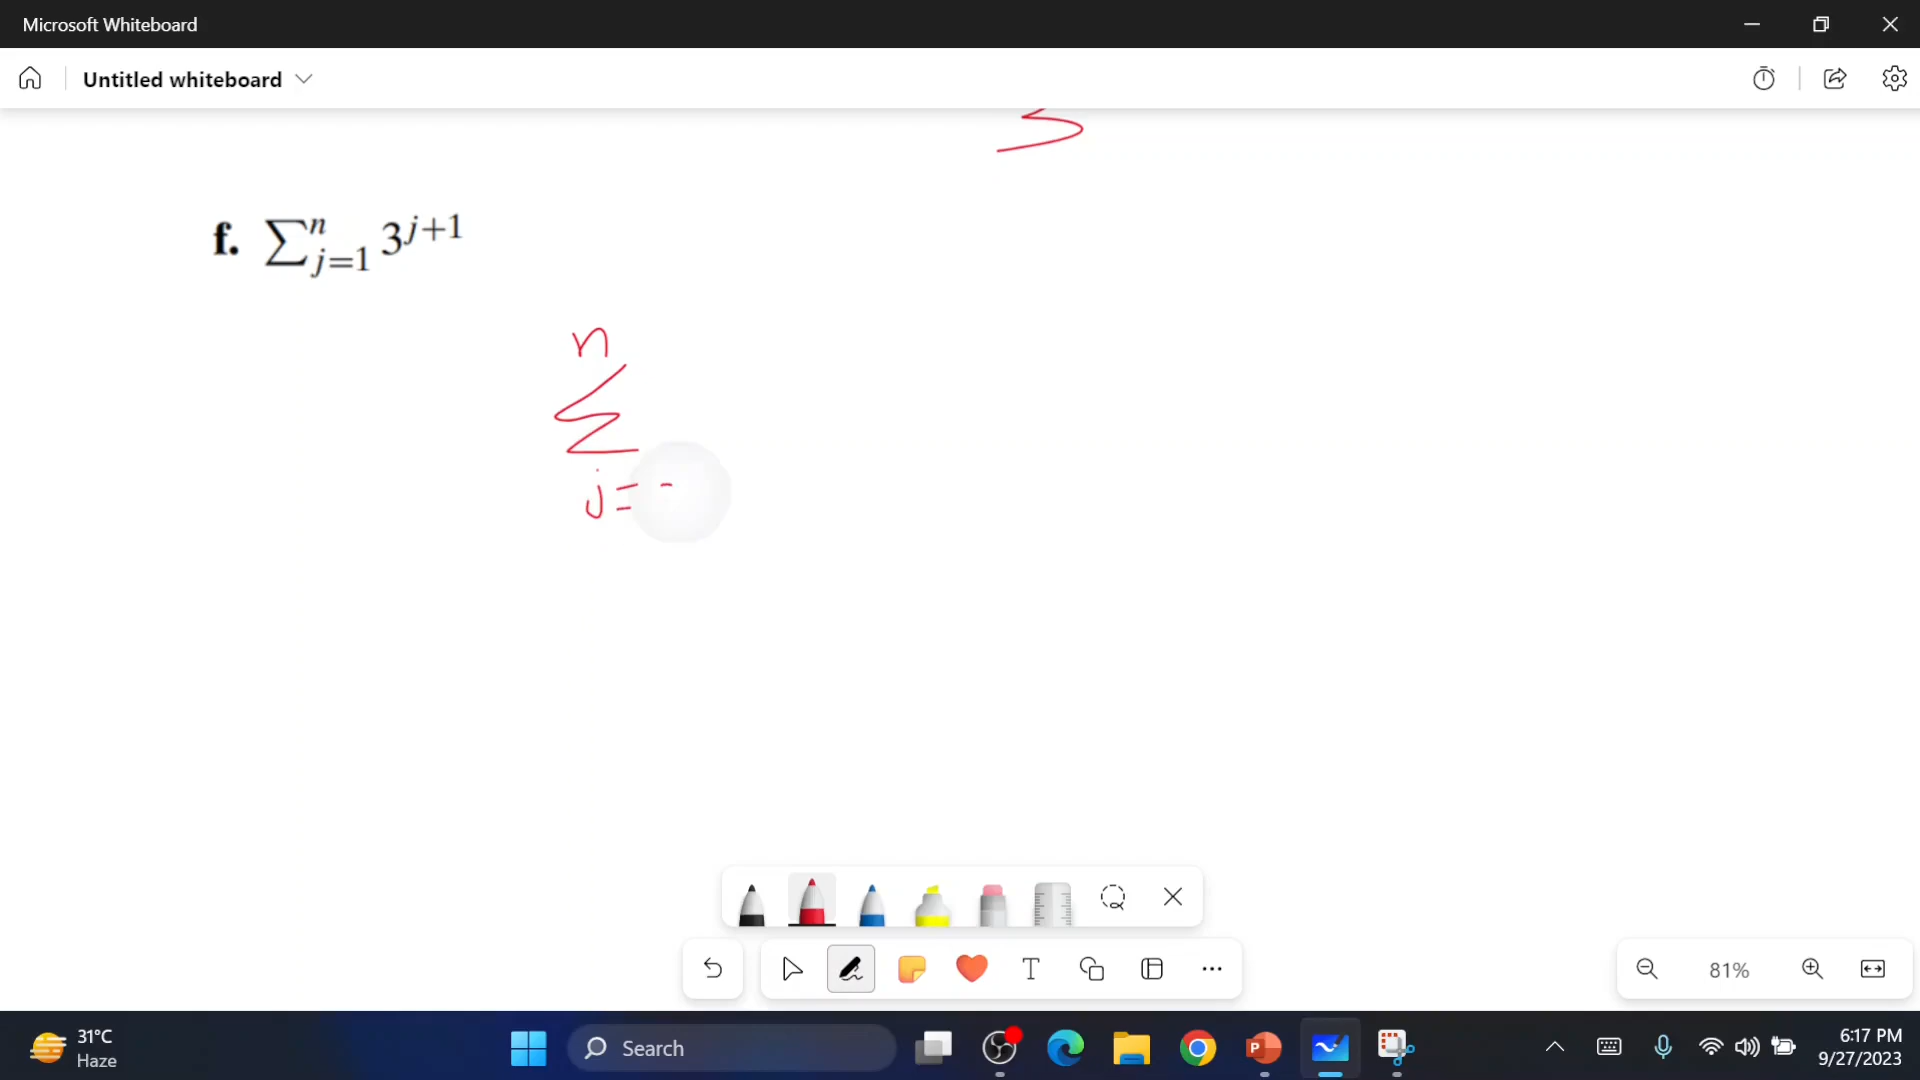 Microsoft Whiteboard
Untitled whiteboard
f. ∑ⁿⱼ₌₁ 3ʲ⁺¹
n
∑
j=
81%
31°C
Haze
Search
6:17 PM
9/27/2023